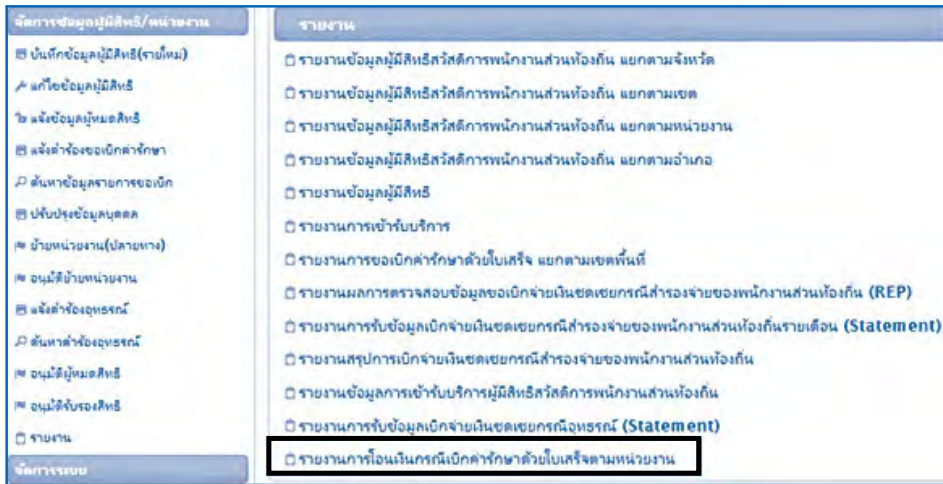 จัดการข้อมูลผู้มีสิทธิ/หน่วยงาน
บันทึกข้อมูลผู้มีสิทธิ(รายใหม่)
แก้ไขข้อมูลผู้มีสิทธิ
แจ้งข้อมูลผู้หมดสิทธิ
แจ้งคำร้องขอเบิกค่ารักษา
ค้นหาข้อมูลรายการขอเบิก
ปรับปรุงข้อมูลบุคคล
ย้ายหน่วยงาน(ปลายทาง)
อนุมัติย้ายหน่วยงาน
แจ้งคำร้องอุทธรณ์
ค้นหาคำร้องอุทธรณ์
อนุมัติผู้หมดสิทธิ
อนุมัติรับรองสิทธิ
รายงาน
จัดการระบบ
รายงาน
รายงานข้อมูลผู้มีสิทธิสวัสดิการพนักงานส่วนท้องถิ่น แยกตามจังหวัด
รายงานข้อมูลผู้มีสิทธิสวัสดิการพนักงานส่วนท้องถิ่น แยกตามเขต
รายงานข้อมูลผู้มีสิทธิสวัสดิการพนักงานส่วนท้องถิ่น แยกตามหน่วยงาน
รายงานข้อมูลผู้มีสิทธิสวัสดิการพนักงานส่วนท้องถิ่น แยกตามอำเภอ
รายงานข้อมูลผู้มีสิทธิ
รายงานการเข้ารับบริการ
รายงานการขอเบิกค่ารักษาด้วยใบเสร็จ แยกตามเขตพื้นที่
รายงานผลการตรวจสอบข้อมูลขอเบิกจ่ายเงินชดเชยกรณีสำรองจ่ายของพนักงานส่วนท้องถิ่น (REP)
รายงานการรับข้อมูลเบิกจ่ายเงินชดเชยกรณีสำรองจ่ายของพนักงานส่วนท้องถิ่นรายเดือน (Statement)
รายงานสรุปการเบิกจ่ายเงินชดเชยกรณีสำรองจ่ายของพนักงานส่วนท้องถิ่น
รายงานข้อมูลการเข้ารับบริการผู้มีสิทธิสวัสดิการพนักงานส่วนท้องถิ่น
รายงานการรับข้อมูลเบิกจ่ายเงินชดเชยกรณีอุทธรณ์ (Statement)
รายงานการโอนเงินกรณีเบิกค่ารักษาด้วยใบเสร็จตามหน่วยงาน